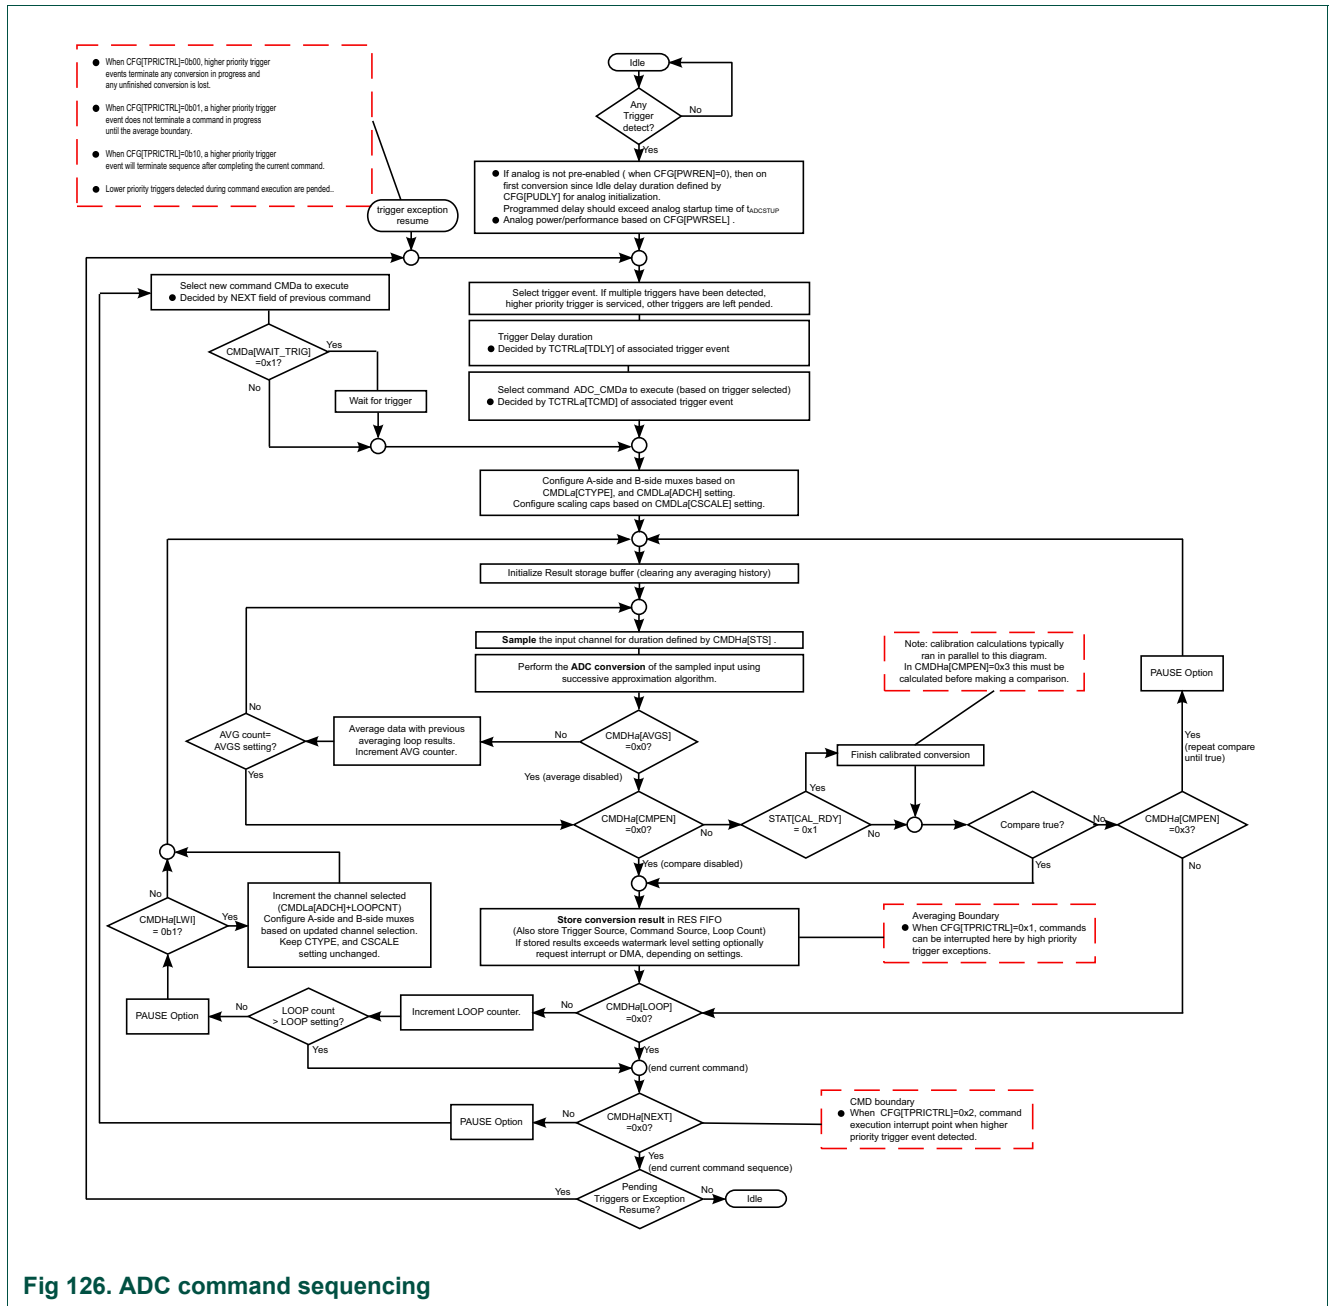 ● When CFG[TPRICTRL]=0b00, higher priority trigger
events terminate any conversion in progress and
any unfinished conversion is lost.
● When CFG[TPRICTRL]=0b01, a higher priority trigger
event does not terminate a command in progress
until the average boundary.
● When CFG[TPRICTRL]=0b10, a higher priority trigger
event will terminate sequence after completing the current command.
● Lower priority triggers detected during command execution are pended..
Idle
Any
Trigger
detect?
No
Yes
trigger exception
resume
● If analog is not pre-enabled ( when CFG[PWREN]=0), then on
first conversion since Idle delay duration defined by
CFG[PUDLY] for analog initialization.
Programmed delay should exceed analog startup time of tADCSTUP
● Analog power/performance based on CFG[PWRSEL] .
Select new command CMDa to execute
● Decided by NEXT field of previous command
Select trigger event. If multiple triggers have been detected,
higher priority trigger is serviced, other triggers are left pended.
CMDa[WAIT_TRIG]
=0x1?
Yes
No
Wait for trigger
Trigger Delay duration
● Decided by TCTRLa[TDLY] of associated trigger event
Select command  ADC_CMDa to execute (based on trigger selected)
● Decided by TCTRLa[TCMD] of associated trigger event
Configure A-side and B-side muxes based on
CMDLa[CTYPE], and CMDLa[ADCH] setting.
Configure scaling caps based on CMDLa[CSCALE] setting.
Initialize Result storage buffer (clearing any averaging history)
Sample the input channel for duration defined by CMDHa[STS] .
Perform the ADC conversion of the sampled input using
successive approximation algorithm.
Note: calibration calculations typically
ran in parallel to this diagram.
In CMDHa[CMPEN]=0x3 this must be
calculated before making a comparison.
PAUSE Option
No
AVG count=
AVGS setting?
Yes
Average data with previous
averaging loop results.
Increment AVG counter.
No
CMDHa[AVGS]
=0x0?
Yes (average disabled)
Finish calibrated conversion
Yes
(repeat compare
until true)
CMDHa[CMPEN]
=0x0?
No
Yes (compare disabled)
Yes
STAT[CAL_RDY]
= 0x1
No
Compare true?
No
Yes
CMDHa[CMPEN]
=0x3?
No
No
CMDHa[LWI]
= 0b1?
Yes
Increment the channel selected
(CMDLa[ADCH]+LOOPCNT)
Configure A-side and B-side muxes
based on updated channel selection.
Keep CTYPE, and CSCALE
setting unchanged.
Store conversion result in RES FIFO
(Also store Trigger Source, Command Source, Loop Count)
If stored results exceeds watermark level setting optionally
request interrupt or DMA, depending on settings.
Averaging Boundary
● When CFG[TPRICTRL]=0x1, commands
can be interrupted here by high priority
trigger exceptions.
PAUSE Option
No
LOOP count
> LOOP setting?
Yes
Increment LOOP counter.
No
CMDHa[LOOP]
=0x0?
Yes
(end current command)
PAUSE Option
No
CMDHa[NEXT]
=0x0?
Yes
(end current command sequence)
CMD boundary
● When  CFG[TPRICTRL]=0x2, command
execution interrupt point when higher
priority trigger event detected.
Yes
Pending
Triggers or Exception
Resume?
No
Idle
Fig 126. ADC command sequencing